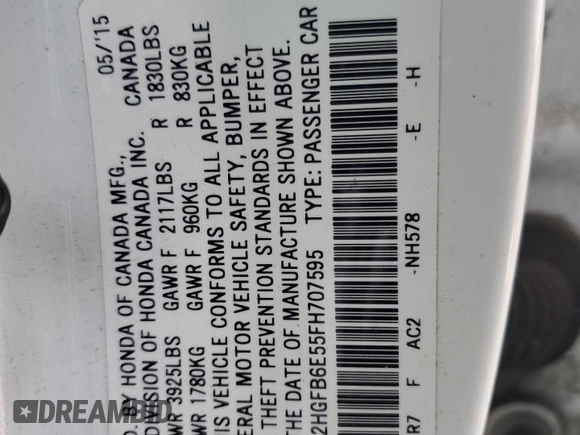 D. BY HONDA OF CANADA MFG., 05/'15
DIVISION OF HONDA CANADA INC. CANADA
WR 3925LBS GAWR F 2117LBS R 1830LBS
WR 1780KG GAWR F 960KG R 830KG
IS VEHICLE CONFORMS TO ALL APPLICABLE
ERAL MOTOR VEHICLE SAFETY, BUMPER,
THEFT PREVENTION STANDARDS IN EFFECT
THE DATE OF MANUFACTURE SHOWN ABOVE.
2HGFB6E55FH707595 TYPE: PASSENGER CAR
R7 F AC2 -NH578 -E -H
DIDACAR.COM